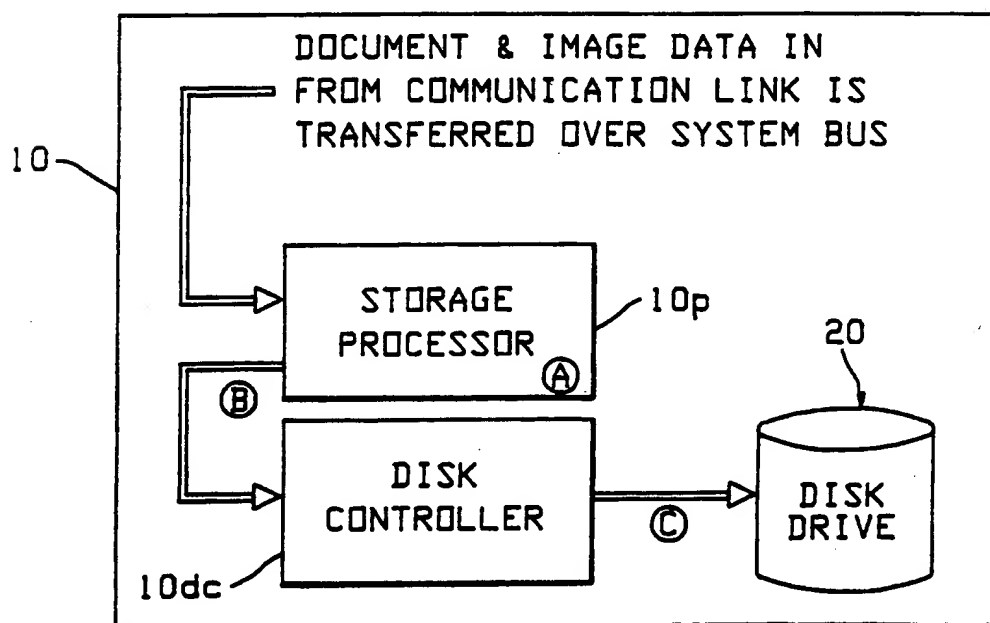 DOCUMENT & IMAGE DATA IN
FROM COMMUNICATION LINK IS
TRANSFERRED OVER SYSTEM BUS
10
STORAGE
PROCESSOR
A
10p
B
20
DISK
CONTROLLER
C
DISK
DRIVE
10dc